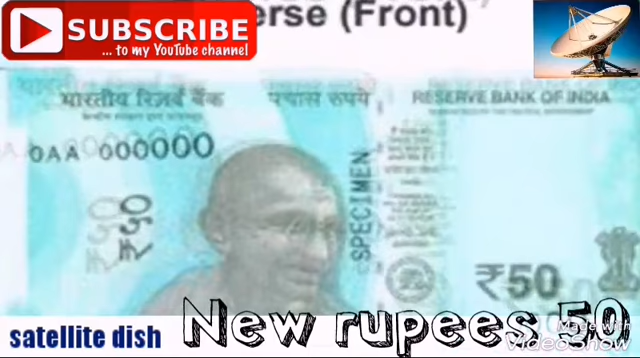 SUBSCRIBE
... to my YouTube channel
erse (Front)
भारतीय रिज़र्व बैंक
पचास रुपये
RESERVE BANK OF INDIA
0AA 000000
₹५०
SPECIMEN
₹50
satellite dish
New rupees 50
Made with
VideoShow